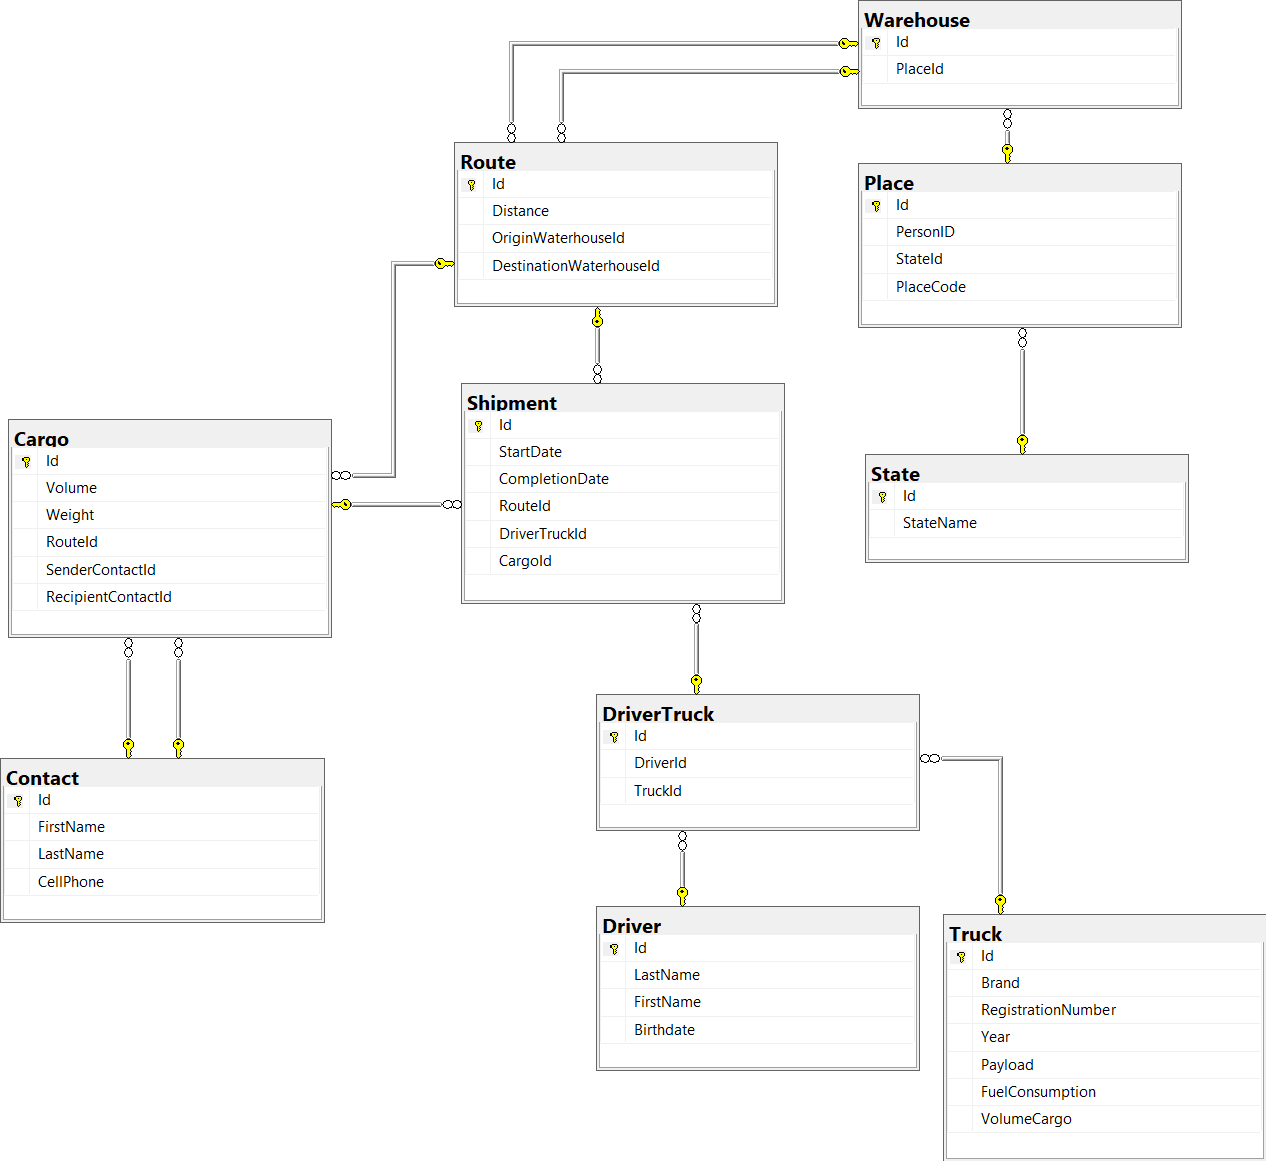 Warehouse
Id
PlaceId
Route
Id
Distance
OriginWaterhouseId
DestinationWaterhouseId
Place
Id
PersonID
StateId
PlaceCode
Shipment
Id
StartDate
CompletionDate
RouteId
DriverTruckId
CargoId
Cargo
Id
Volume
Weight
RouteId
SenderContactId
RecipientContactId
State
Id
StateName
DriverTruck
Id
DriverId
TruckId
Contact
Id
FirstName
LastName
CellPhone
Driver
Id
LastName
FirstName
Birthdate
Truck
Id
Brand
RegistrationNumber
Year
Payload
FuelConsumption
VolumeCargo